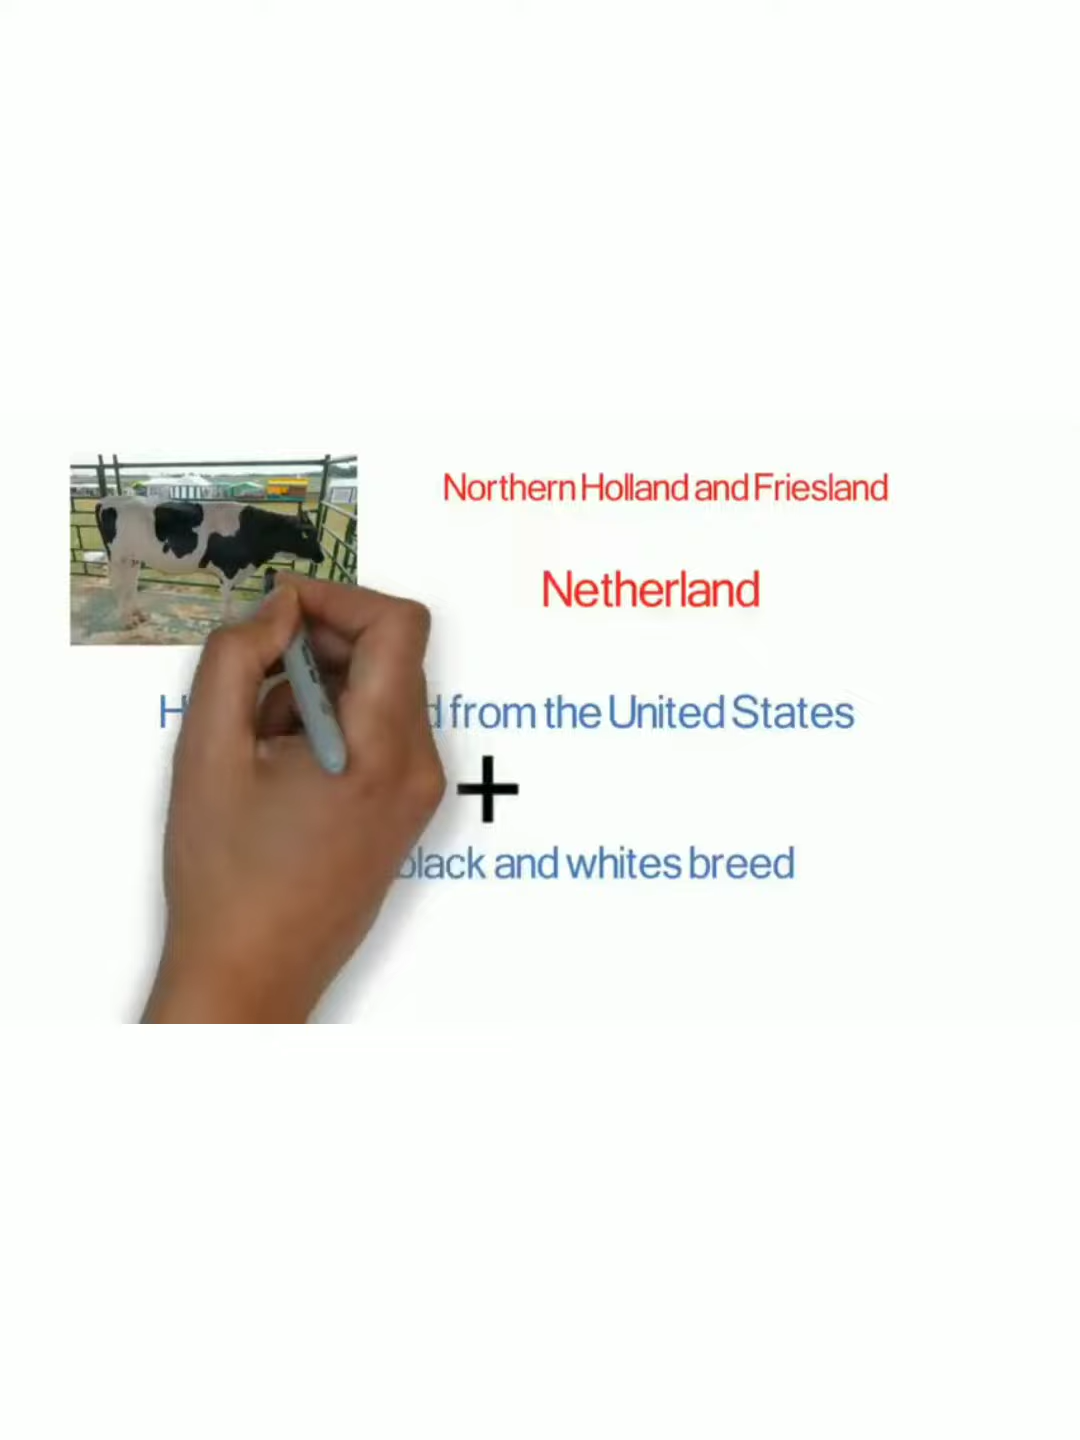 Northern Holland and Friesland
Netherland
from the United States
+
black and whites breed